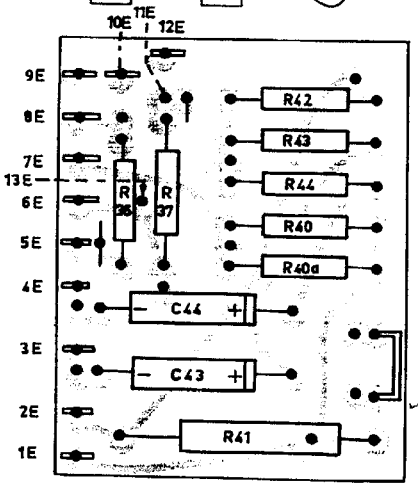 11E
10E
12E
9E
8E
R42
R43
7E
13E
R44
6E
R
36
R
37
5E
R40
R40a
4E
- C44 +
3E
- C43 +
2E
R41
1E